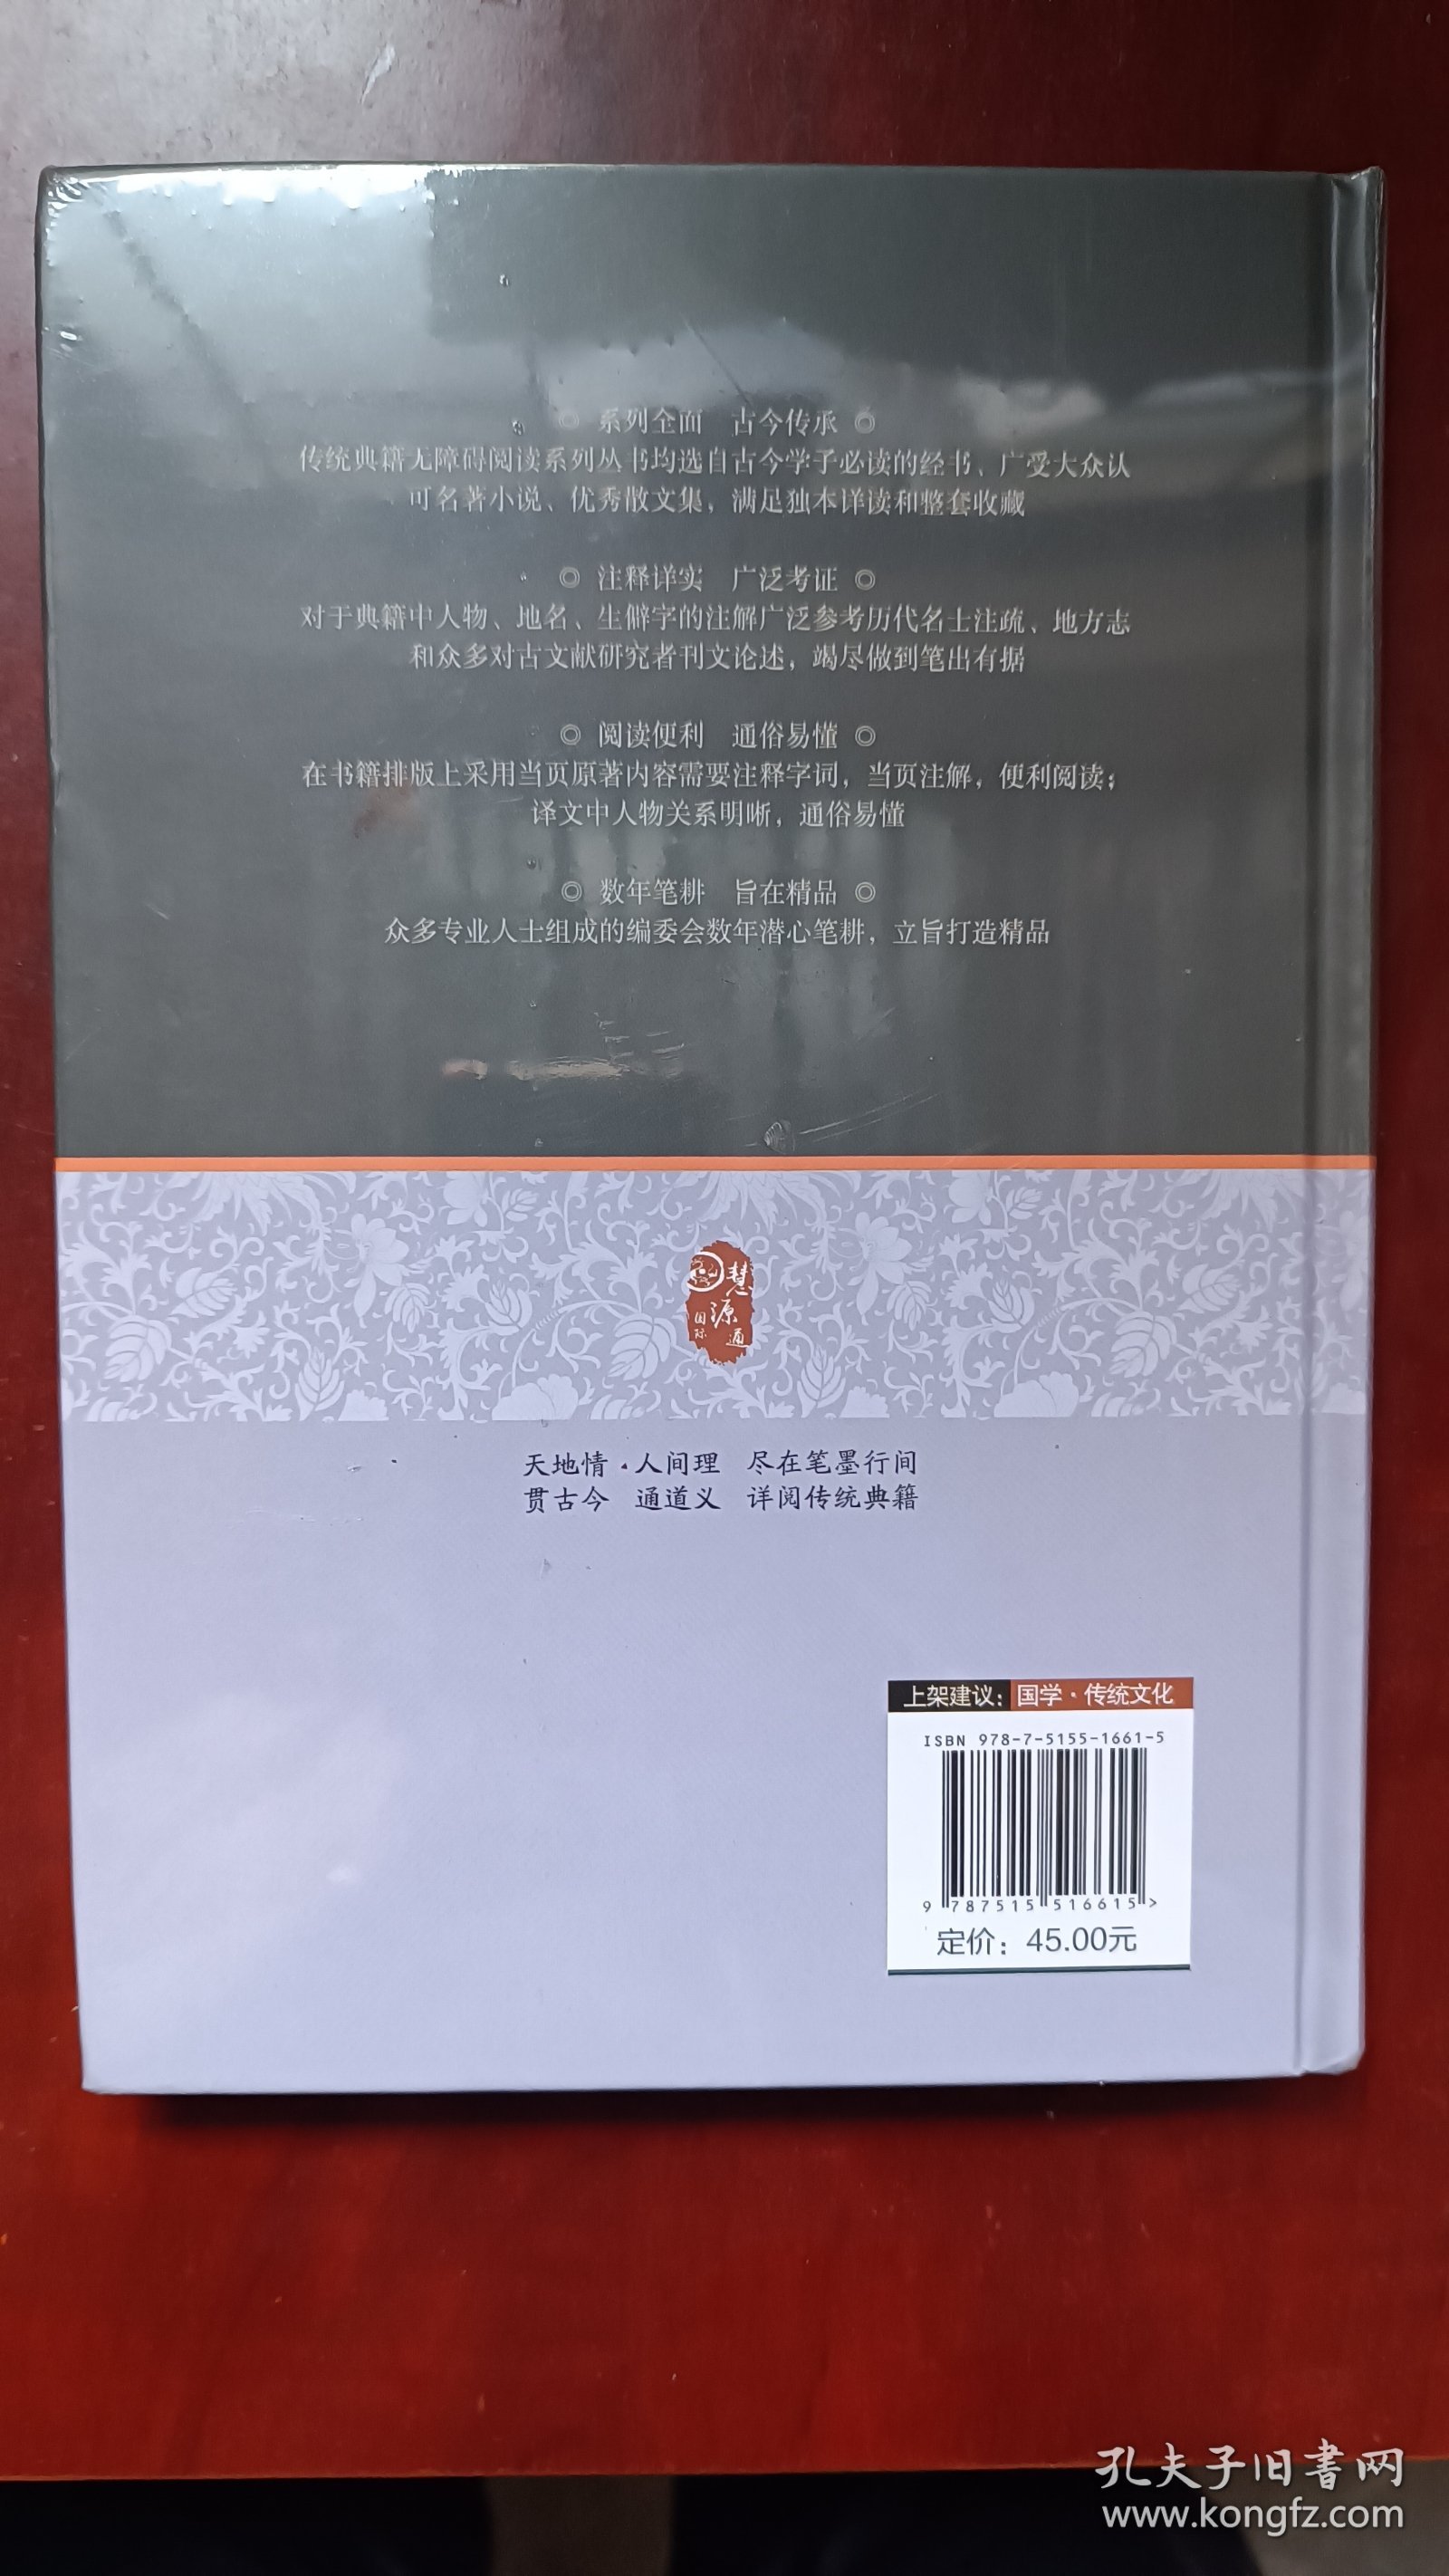 ◎ 系列全面 古今传承 ◎
传统典籍无障碍阅读系列丛书均选自古今学子必读的经书、广受大众认
可名著小说、优秀散文集，满足独本详读和整套收藏
◎ 注释详实 广泛考证 ◎
对于典籍中人物、地名、生僻字的注解广泛参考历代名士注疏、地方志
和众多对古文献研究者刊文论述，竭尽做到笔出有据
◎ 阅读便利 通俗易懂 ◎
在书籍排版上采用当页原著内容需要注释字词，当页注解，便利阅读；
译文中人物关系明晰，通俗易懂
◎ 数年笔耕 旨在精品 ◎
众多专业人士组成的编委会数年潜心笔耕，立旨打造精品
慧源通
国际
天地情·人间理 尽在笔墨行间
贯古今 通道义 详阅传统典籍
上架建议：国学·传统文化
ISBN 978-7-5155-1661-5
9 787515 516615 >
定价：45.00元
孔夫子旧书网
www.kongfz.com